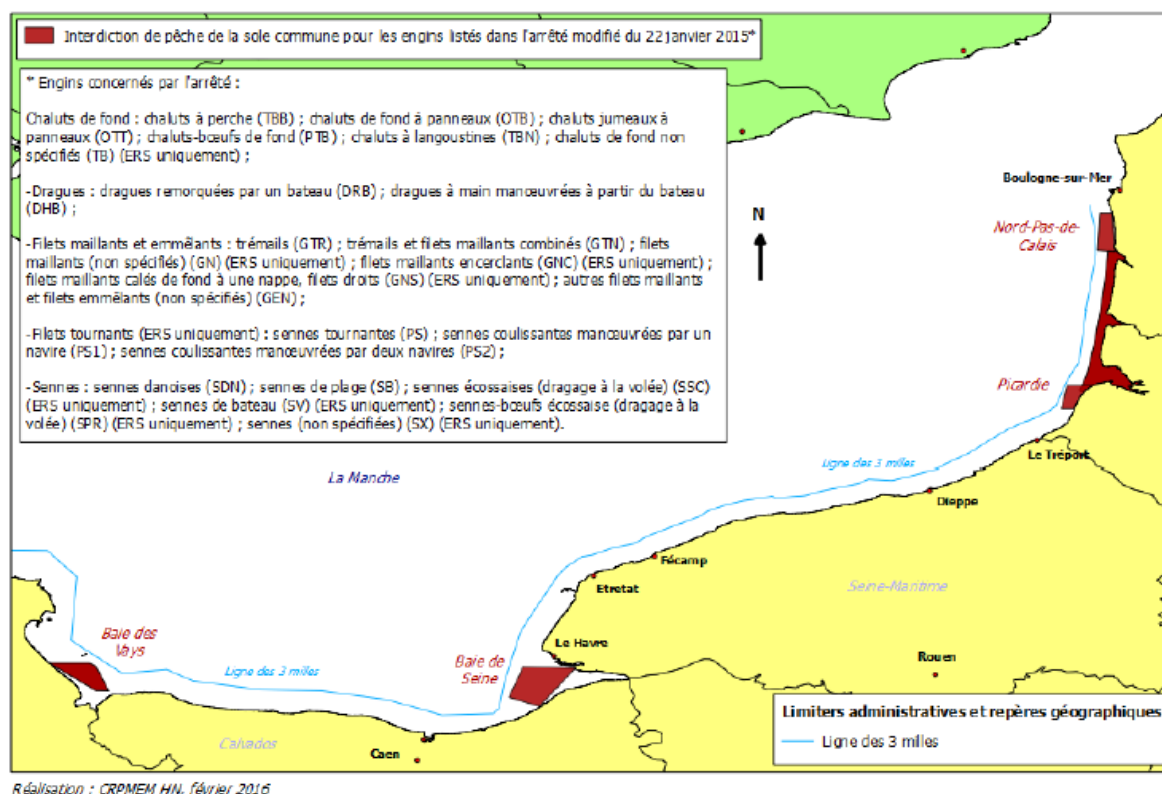 Interdiction de pêche de la sole commune pour les engins listés dans l'arrêté modifié du 22 janvier 2015*
* Engins concernés par l'arrêté :
Chaluts de fond : chaluts à perche (TBB) ; chaluts de fond à panneaux (OTB) ; chaluts jumeaux à
panneaux (OTT) ; chaluts-bœufs de fond (PTB) ; chaluts à langoustines (TBN) ; chaluts de fond non
spécifiés (TB) (ERS uniquement) ;
-Dragues : dragues remorquées par un bateau (DRB) ; dragues à main manœuvrées à partir du bateau
(DHB) ;
-Filets maillants et emmêlants : trémails (GTR) ; trémails et filets maillants combinés (GTN) ; filets
maillants (non spécifiés) (GN) (ERS uniquement) ; filets maillants encerclants (GNC) (ERS uniquement) ;
filets maillants calés de fond à une nappe, filets droits (GNS) (ERS uniquement) ; autres filets maillants
et filets emmêlants (non spécifiés) (GEN) ;
-Filets tournants (ERS uniquement) : sennes tournantes (PS) ; sennes coulissantes manœuvrées par un
navire (PS1) ; sennes coulissantes manœuvrées par deux navires (PS2) ;
-Sennes : sennes danoises (SDN) ; sennes de plage (SB) ; sennes écossaises (dragage à la volée) (SSC)
(ERS uniquement) ; sennes de bateau (SV) (ERS uniquement) ; sennes-bœufs écossaise (dragage à la
volée) (SPR) (ERS uniquement) ; sennes (non spécifiées) (SX) (ERS uniquement).
Boulogne-sur-Mer
N
Nord-Pas-de-
Calais
Picardie
Le Tréport
Ligne des 3 milles
La Manche
Dieppe
Fécamp
Etretat
Seine-Maritime
Baie des
Vays
Le Havre
Baie de
Seine
Ligne des 3 milles
Rouen
Calvados
Caen
Limiters administratives et repères géographiques
Ligne des 3 milles
Réalisation : CRPMEM HN, février 2016